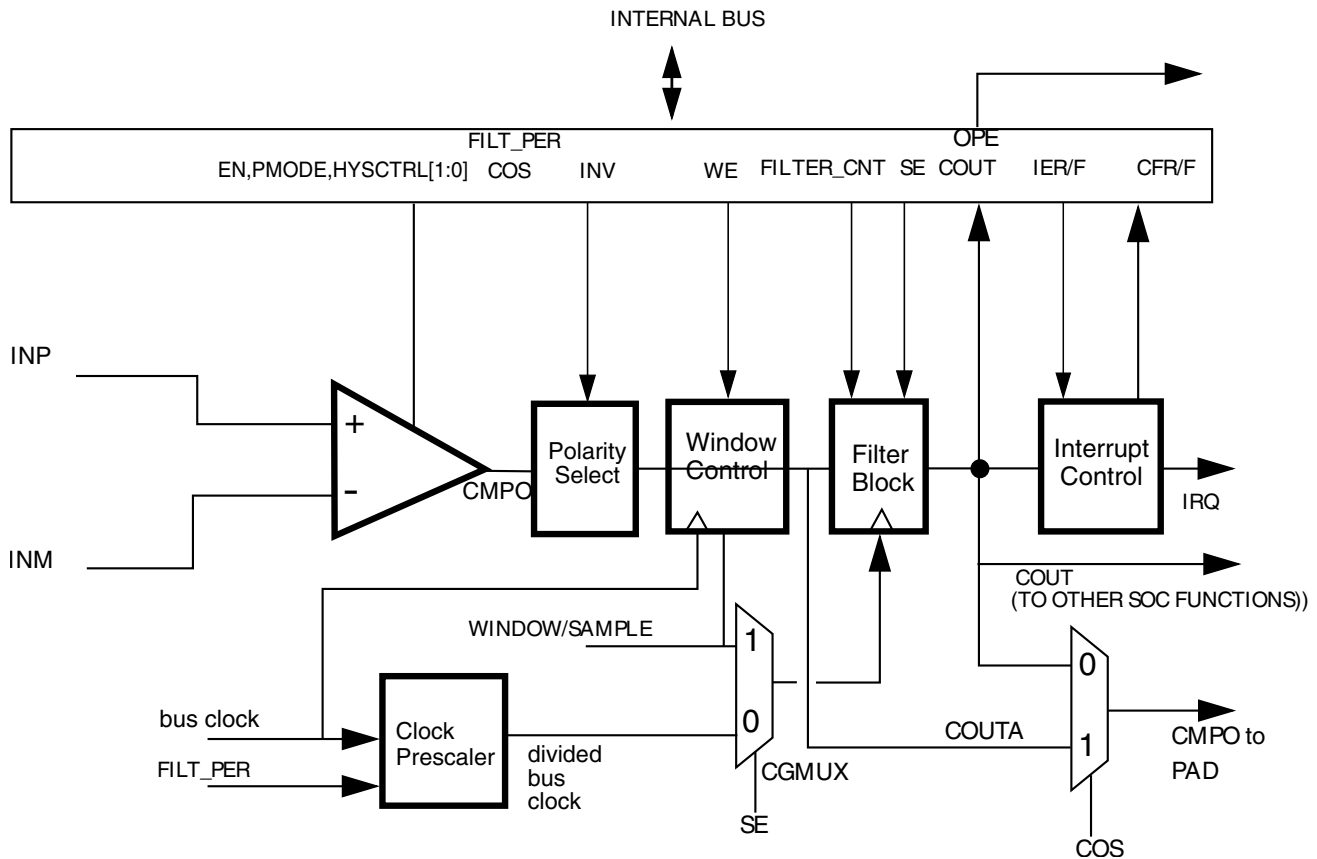 INTERNAL BUS
FILT_PER
OPE
EN,PMODE,HYSCTRL[1:0]
COS
INV
WE
FILTER_CNT
SE
COUT
IER/F
CFR/F
INP
+
-
INM
CMPO
Polarity
Select
Window
Control
Filter
Block
Interrupt
Control
IRQ
COUT
(TO OTHER SOC FUNCTIONS))
WINDOW/SAMPLE
1
0
CGMUX
SE
bus clock
FILT_PER
Clock
Prescaler
divided
bus
clock
COUTA
0
1
COS
CMPO to
PAD